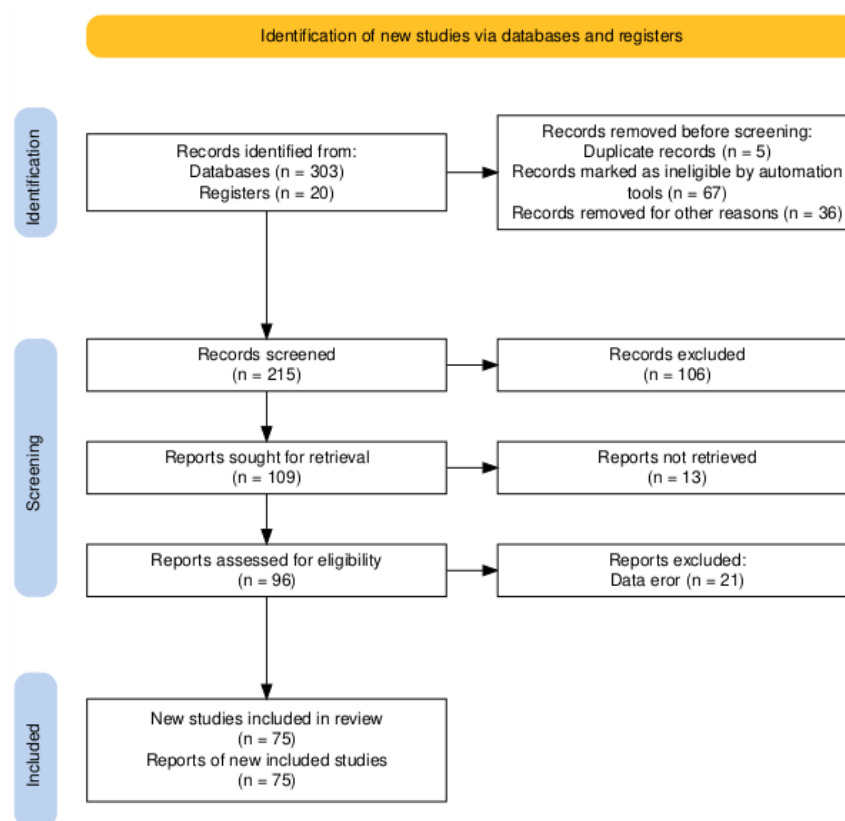 Identification of new studies via databases and registers
Identification
Records identified from:
Databases (n = 303)
Registers (n = 20)
Records removed before screening:
Duplicate records (n = 5)
Records marked as ineligible by automation
tools (n = 67)
Records removed for other reasons (n = 36)
Screening
Records screened
(n = 215)
Records excluded
(n = 106)
Reports sought for retrieval
(n = 109)
Reports not retrieved
(n = 13)
Reports assessed for eligibility
(n = 96)
Reports excluded:
Data eror (n = 21)
Included
New studies included in review
(n = 75)
Reports of new included studies
(n = 75)